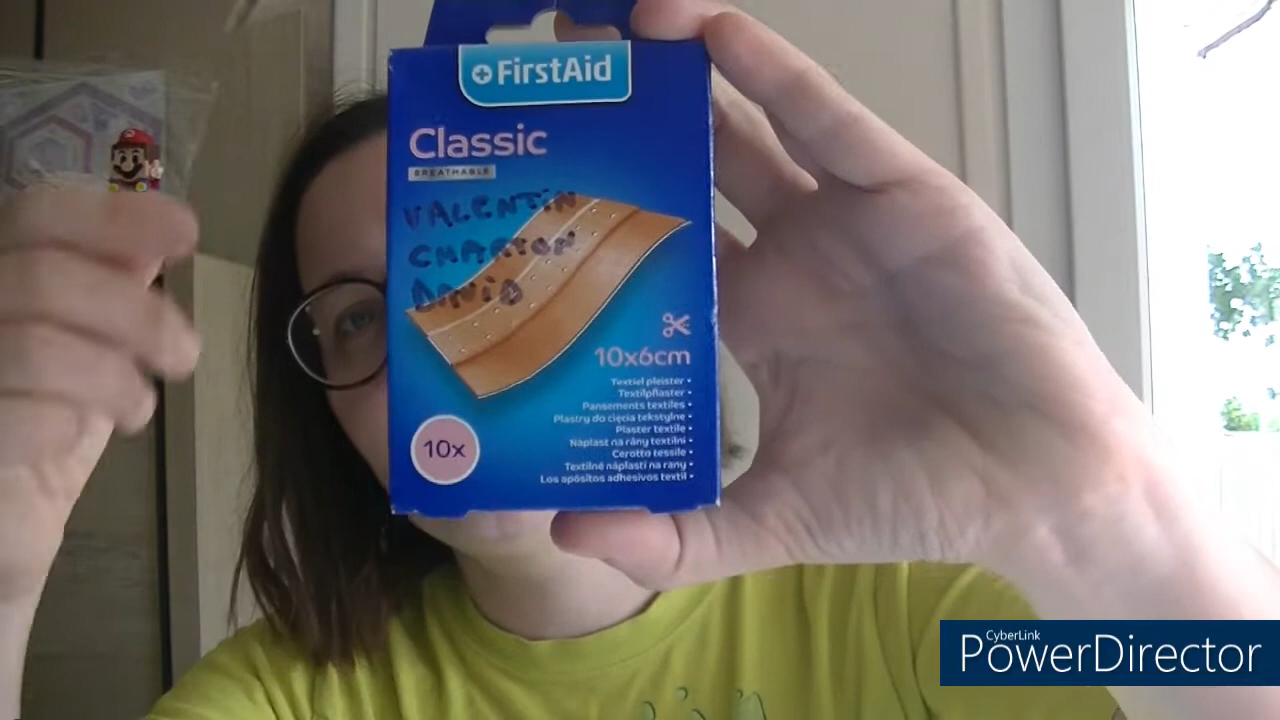 FirstAid
Classic
BREATHABLE
VALENTIN
CHARTON
DAVID
10x6cm
Textiel pleister •
Textilpflaster •
Pansements textiles •
Plastry do cięcia tekstylne •
Plaster textile •
Náplast na rány textilní •
Cerotto tessile •
Textilné náplasti na rany •
Los apósitos adhesivos textil •
10x
CyberLink
PowerDirector